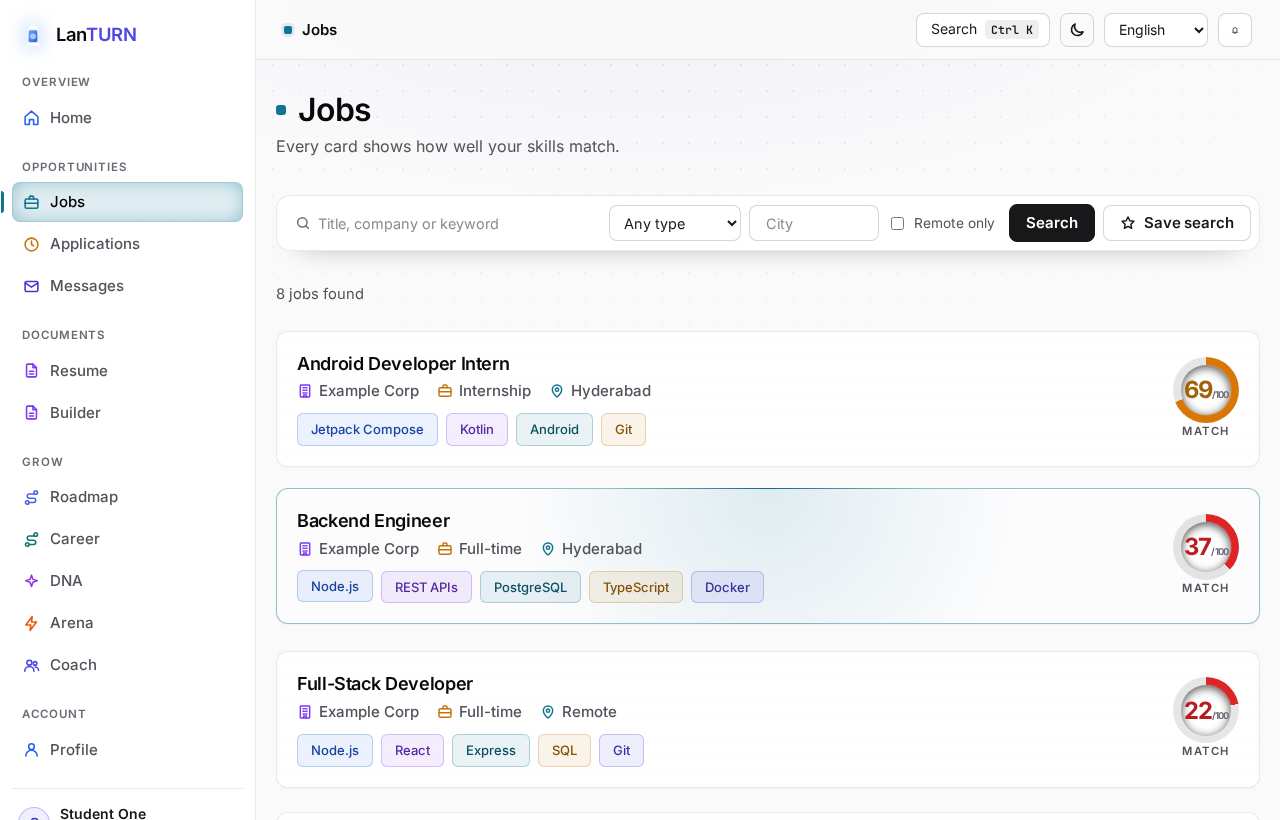 LanTURN
OVERVIEW
Home
OPPORTUNITIES
Jobs
Applications
Messages
DOCUMENTS
Resume
Builder
GROW
Roadmap
Career
DNA
Arena
Coach
ACCOUNT
Profile
Student One
Jobs
Search Ctrl K
English
Jobs
Every card shows how well your skills match.
Title, company or keyword
Any type
City
Remote only
Search
Save search
8 jobs found
Android Developer Intern
Example Corp Internship Hyderabad
Jetpack Compose Kotlin Android Git
69/100
MATCH
Backend Engineer
Example Corp Full-time Hyderabad
Node.js REST APIs PostgreSQL TypeScript Docker
37/100
MATCH
Full-Stack Developer
Example Corp Full-time Remote
Node.js React Express SQL Git
22/100
MATCH